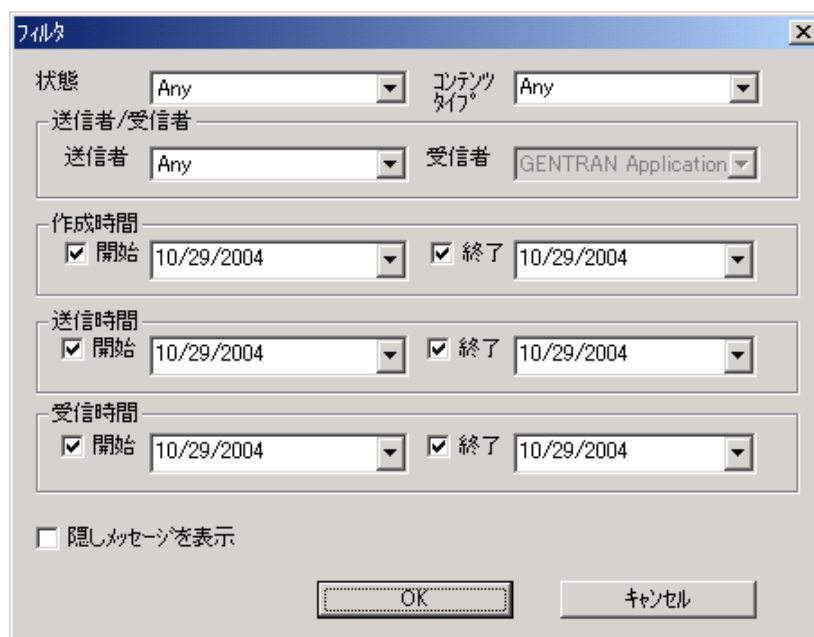 フィルタ
状態 Any コンテンツタイプ Any
送信者/受信者
送信者 Any 受信者 GENTRAN Application
作成時間
開始 10/29/2004 終了 10/29/2004
送信時間
開始 10/29/2004 終了 10/29/2004
受信時間
開始 10/29/2004 終了 10/29/2004
隠しメッセージを表示
OK キャンセル